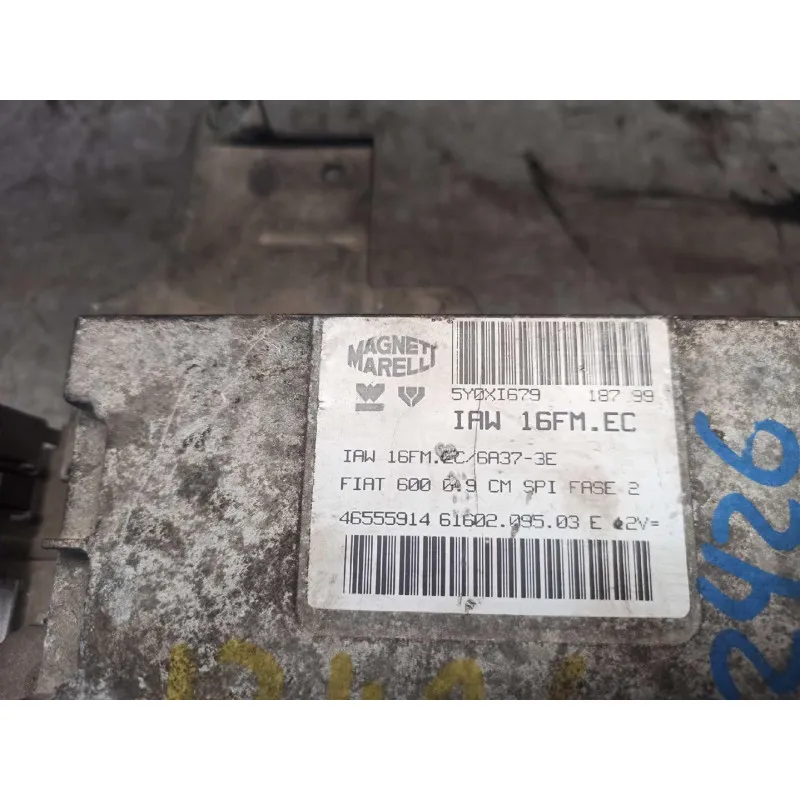 MAGNETI
MARELLI
5Y0XI679 187 99
IAW 16FM.EC
IAW 16FM.EC/6A37-3E
FIAT 600 0.9 CM SPI FASE 2
46555914 61602.095.03 E 12V=
2426